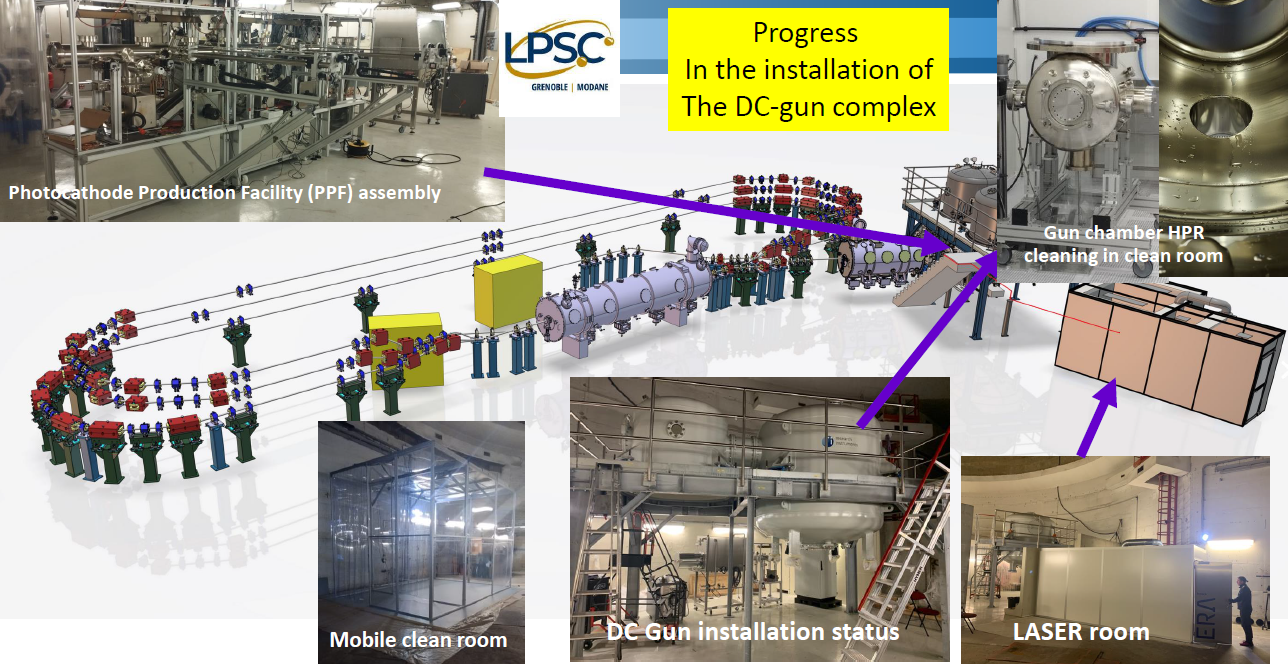 LPSC
GRENOBLE | MODANE
Progress
In the installation of
The DC-gun complex
Photocathode Production Facility (PPF) assembly
Gun chamber HPR
cleaning in clean room
Mobile clean room
DC Gun installation status
LASER room
ERV